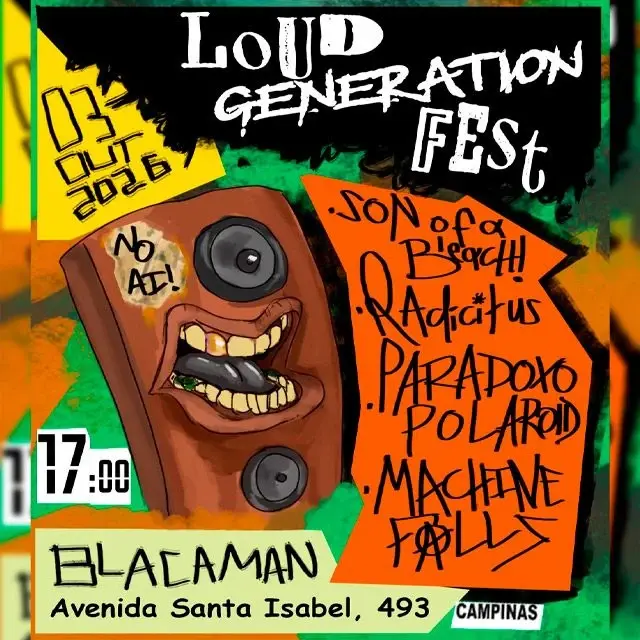 LOUD
GENERATION
FESt
03
OUT
2026
NO
AI!
·SON of a
Beach!
·Radicitus
·PARADOXO
POLAROID
·MACHINE
FALLS
17:00
BLACAMAN
Avenida Santa Isabel, 493
CAMPINAS